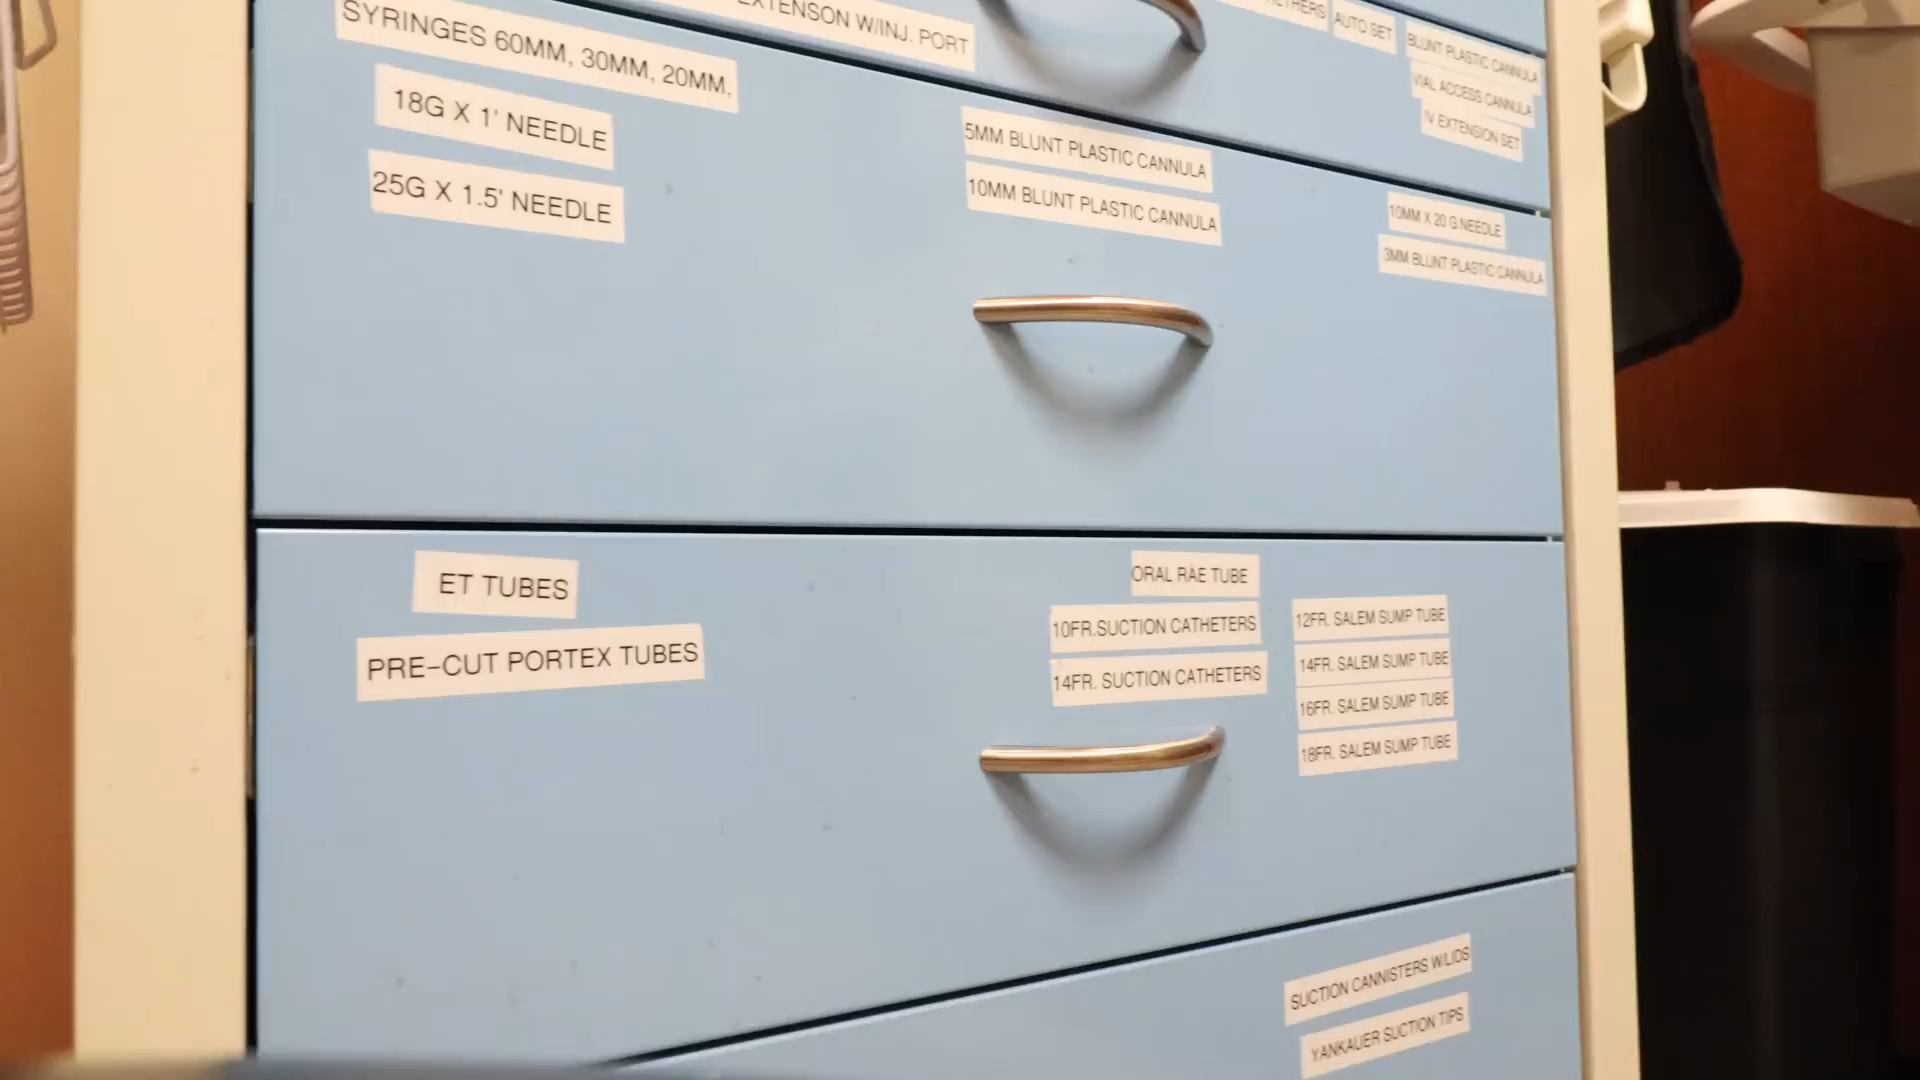 EXTENSON W/INJ. PORT
AUTO SET
BLUNT PLASTIC CANNULA
VIAL ACCESS CANNULA
IV EXTENSION SET
SYRINGES 60MM, 30MM, 20MM,
18G X 1' NEEDLE
25G X 1.5' NEEDLE
5MM BLUNT PLASTIC CANNULA
10MM BLUNT PLASTIC CANNULA
10MM X 20 G NEEDLE
3MM BLUNT PLASTIC CANNULA
ET TUBES
PRE-CUT PORTEX TUBES
ORAL RAE TUBE
10FR.SUCTION CATHETERS
14FR. SUCTION CATHETERS
12FR. SALEM SUMP TUBE
14FR. SALEM SUMP TUBE
16FR. SALEM SUMP TUBE
18FR. SALEM SUMP TUBE
SUCTION CANNISTERS W/LIDS
YANKAUER SUCTION TIPS